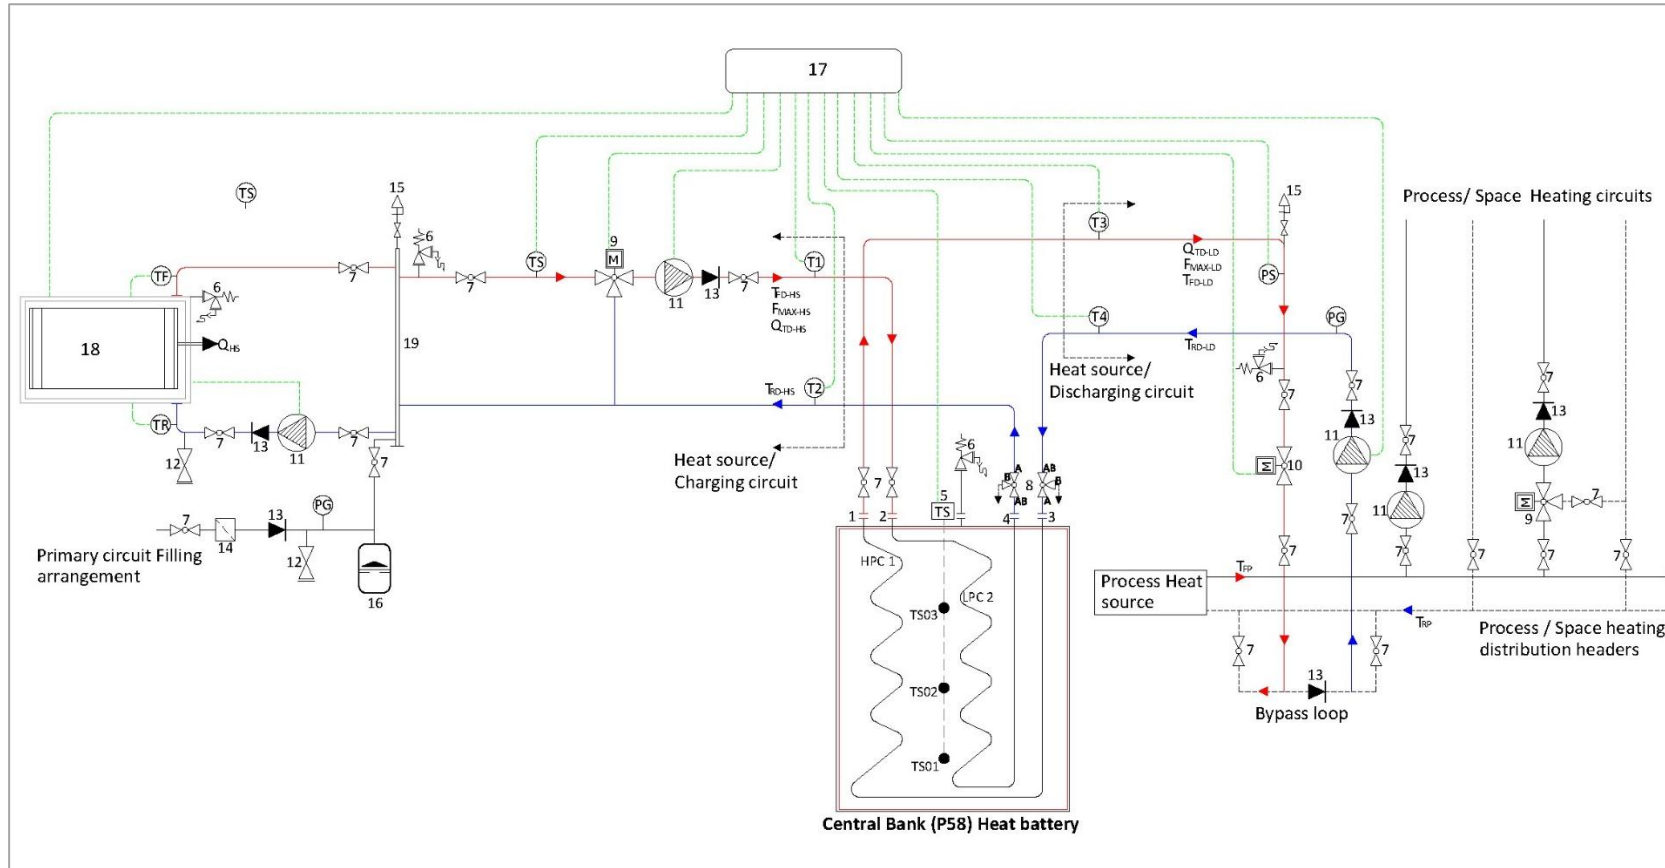 17
TS
15
6
7
7
TF
6
18
QHS
19
TR
7
13
11
7
12
7
PG
7
14
13
12
16
Primary circuit Filling
arrangement
TS
9
M
11
13
7
T1
TFD-HS
FMAX-HS
QTD-HS
TRD-HS
T2
Heat source/
Charging circuit
T3
T4
Heat source/
Discharging circuit
QTD-LD
FMAX-LD
TFD-LD
TRD-LD
15
PS
PG
6
7
7
13
11
M
10
7
7
7
6
5
TS
A
B
8
AB
AB
B
A
1
2
4
3
HPC 1
LPC 2
TS03
TS02
TS01
Central Bank (P58) Heat battery
Process/ Space Heating circuits
7
13
11
7
7
13
11
M
9
7
7
7
7
Process Heat
source
TFP
TRP
Process / Space heating
distribution headers
7
7
13
Bypass loop